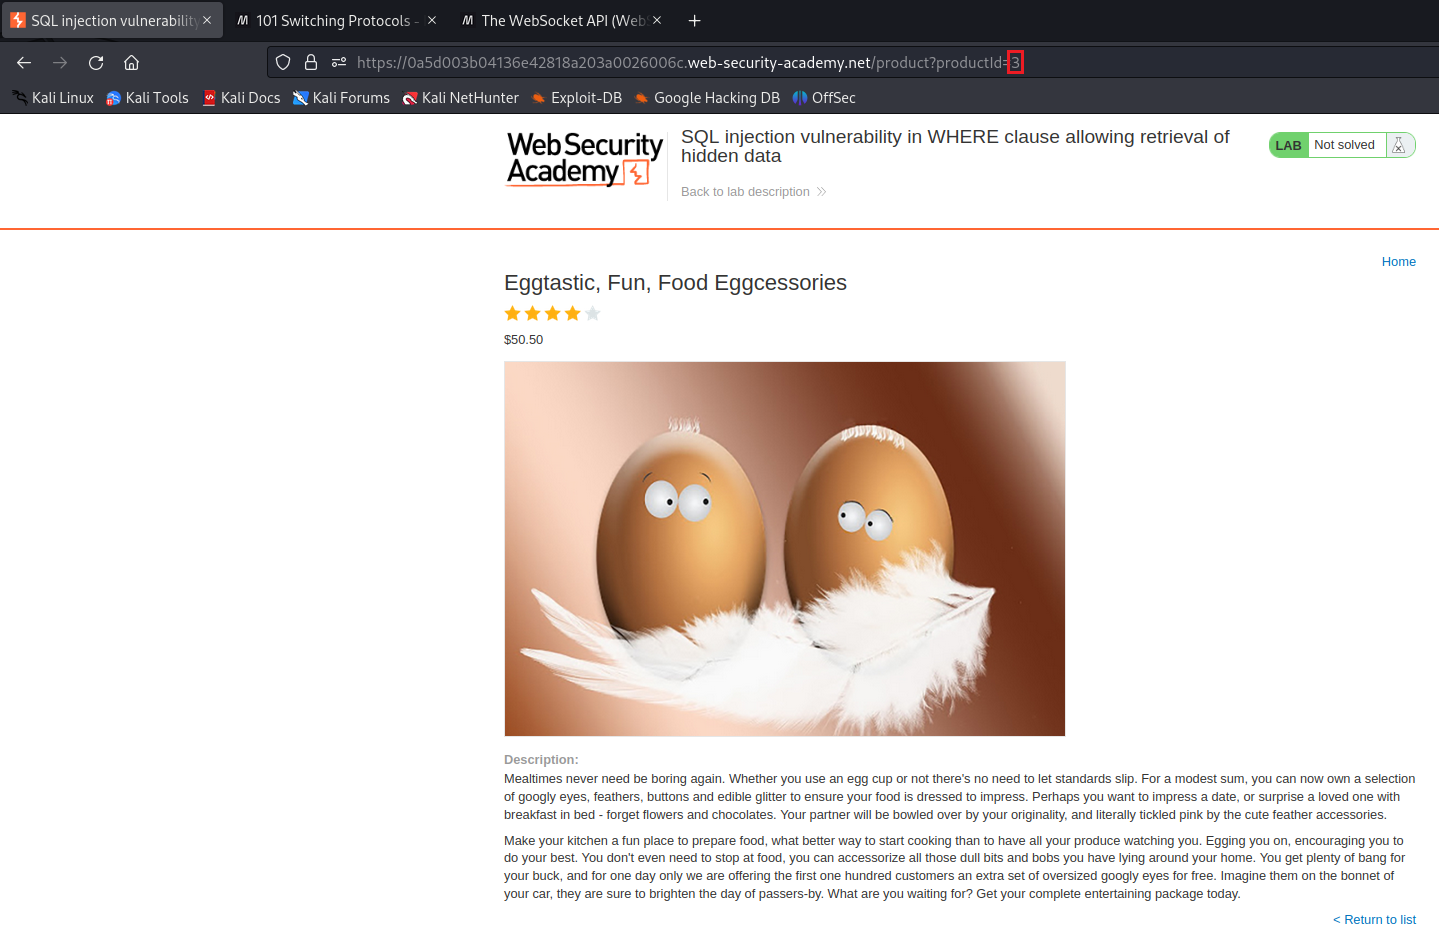 SQL injection vulnerability
101 Switching Protocols -
The WebSocket API (Web
https://0a5d003b04136e42818a203a0026006c.web-security-academy.net/product?productId=3
Kali Linux
Kali Tools
Kali Docs
Kali Forums
Kali NetHunter
Exploit-DB
Google Hacking DB
OffSec
WebSecurity
Academy
SQL injection vulnerability in WHERE clause allowing retrieval of
hidden data
Back to lab description
LAB
Not solved
Home
Eggtastic, Fun, Food Eggcessories
$50.50
Description:
Mealtimes never need be boring again. Whether you use an egg cup or not there's no need to let standards slip. For a modest sum, you can now own a selection
of googly eyes, feathers, buttons and edible glitter to ensure your food is dressed to impress. Perhaps you want to impress a date, or surprise a loved one with
breakfast in bed - forget flowers and chocolates. Your partner will be bowled over by your originality, and literally tickled pink by the cute feather accessories.
Make your kitchen a fun place to prepare food, what better way to start cooking than to have all your produce watching you. Egging you on, encouraging you to
do your best. You don't even need to stop at food, you can accessorize all those dull bits and bobs you have lying around your home. You get plenty of bang for
your buck, and for one day only we are offering the first one hundred customers an extra set of oversized googly eyes for free. Imagine them on the bonnet of
your car, they are sure to brighten the day of passers-by. What are you waiting for? Get your complete entertaining package today.
< Return to list